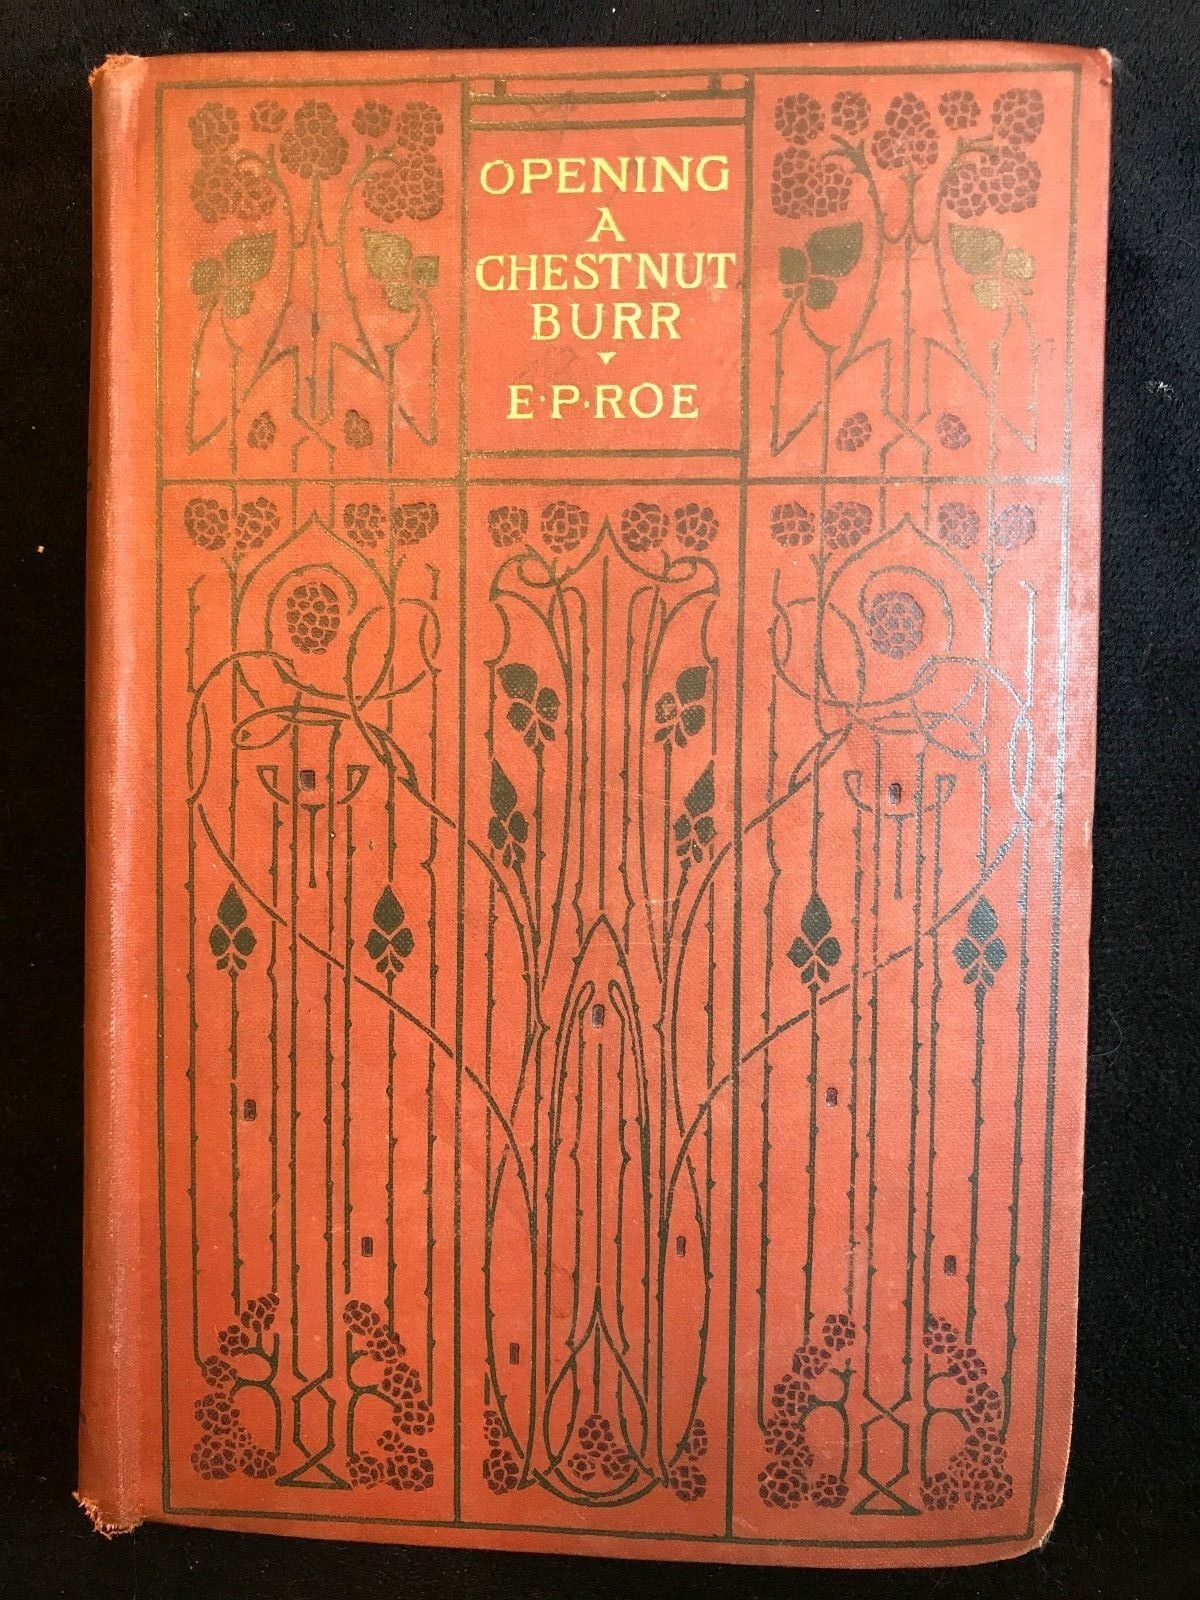 OPENING
A
CHESTNUT
BURR
E·P·ROE